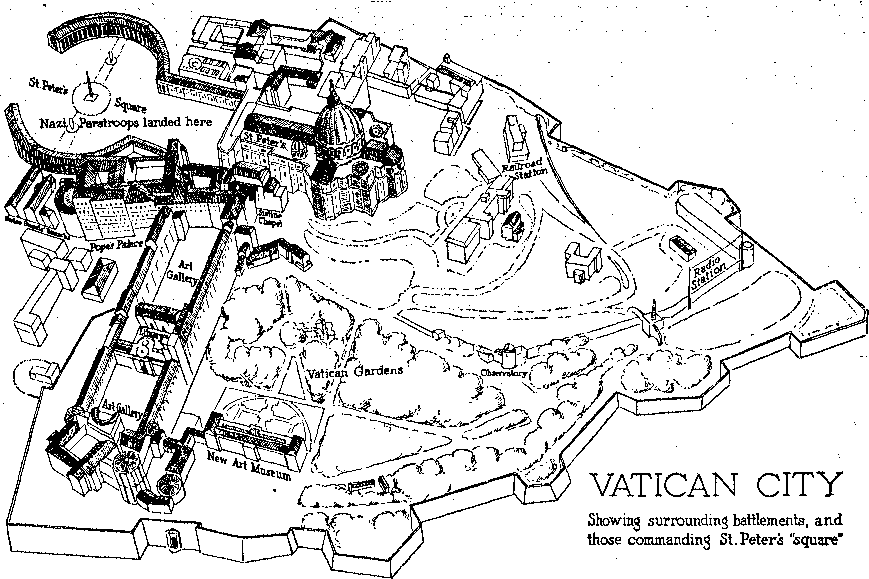 St. Peter's
Square
Nazi Paratroops landed here
St Peter's
Railroad
Station
Sistine
Chapel
Popes Palace
Art
Gallery
Radio
Station
Vatican Gardens
Observatory
Art Gallery
New Art Museum
VATICAN CITY
Showing surrounding battlements, and
those commanding St. Peter's "square"